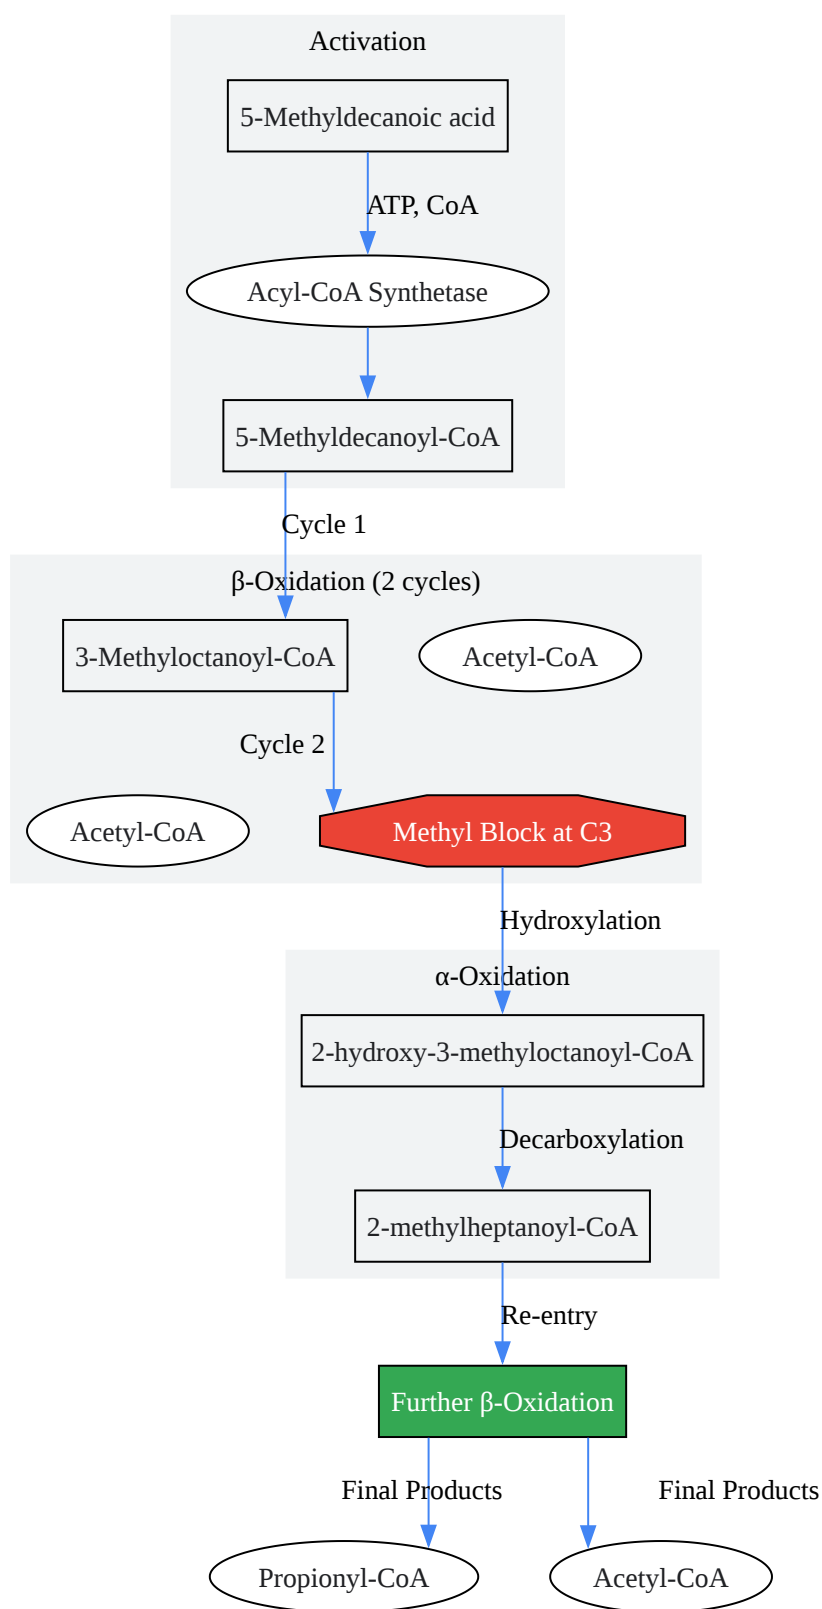 Activation
5-Methyldecanoic acid
ATP, CoA
Acyl-CoA Synthetase
5-Methyldecanoyl-CoA
Cycle 1
β-Oxidation (2 cycles)
3-Methyloctanoyl-CoA
Acetyl-CoA
Cycle 2
Acetyl-CoA
Methyl Block at C3
Hydroxylation
α-Oxidation
2-hydroxy-3-methyloctanoyl-CoA
Decarboxylation
2-methylheptanoyl-CoA
Re-entry
Further β-Oxidation
Final Products
Final Products
Propionyl-CoA
Acetyl-CoA